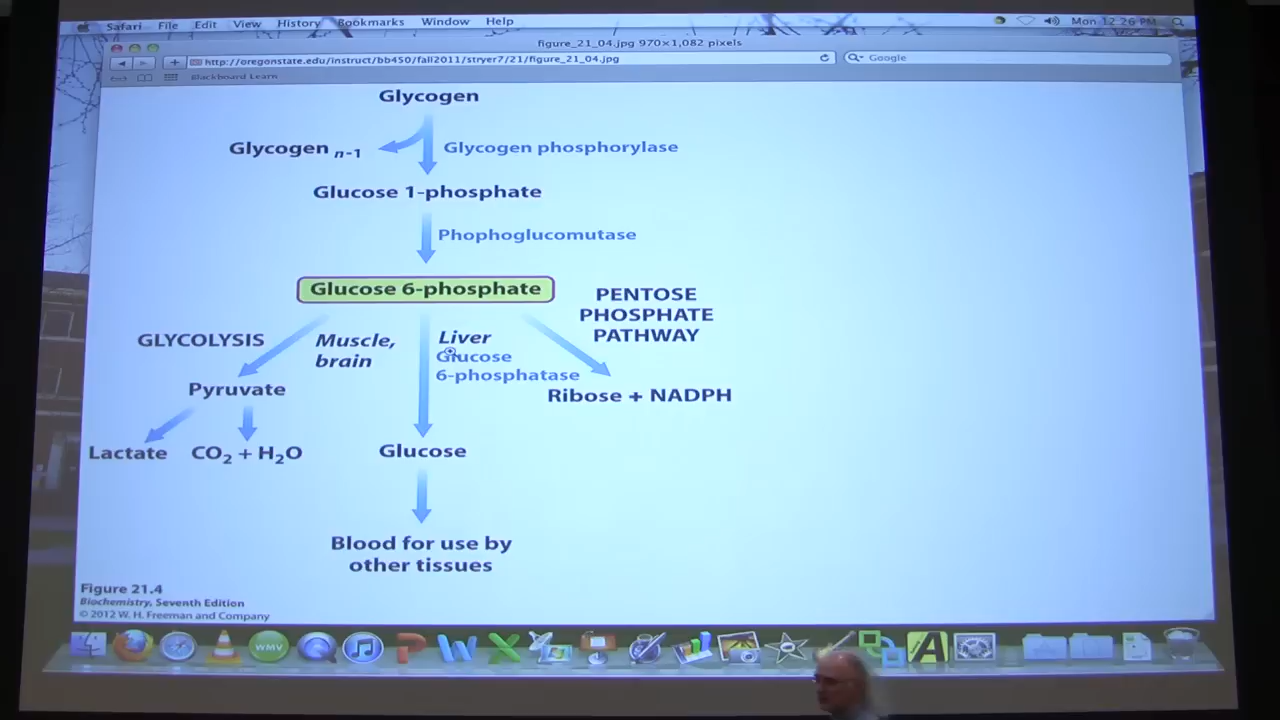 Safari File Edit View History Bookmarks Window Help Mon 12:26 PM
figure_21_04.jpg 970×1,082 pixels
http://oregonstate.edu/instruct/bb450/fall2011/stryer7/21/figure_21_04.jpg
Google
Blackboard Learn
Glycogen
Glycogen n-1
Glycogen phosphorylase
Glucose 1-phosphate
Phophoglucomutase
Glucose 6-phosphate
PENTOSE
PHOSPHATE
PATHWAY
GLYCOLYSIS
Muscle,
brain
Liver
Glucose
6-phosphatase
Pyruvate
Ribose + NADPH
Lactate
CO2 + H2O
Glucose
Blood for use by
other tissues
Figure 21.4
Biochemistry, Seventh Edition
© 2012 W. H. Freeman and Company
WMV